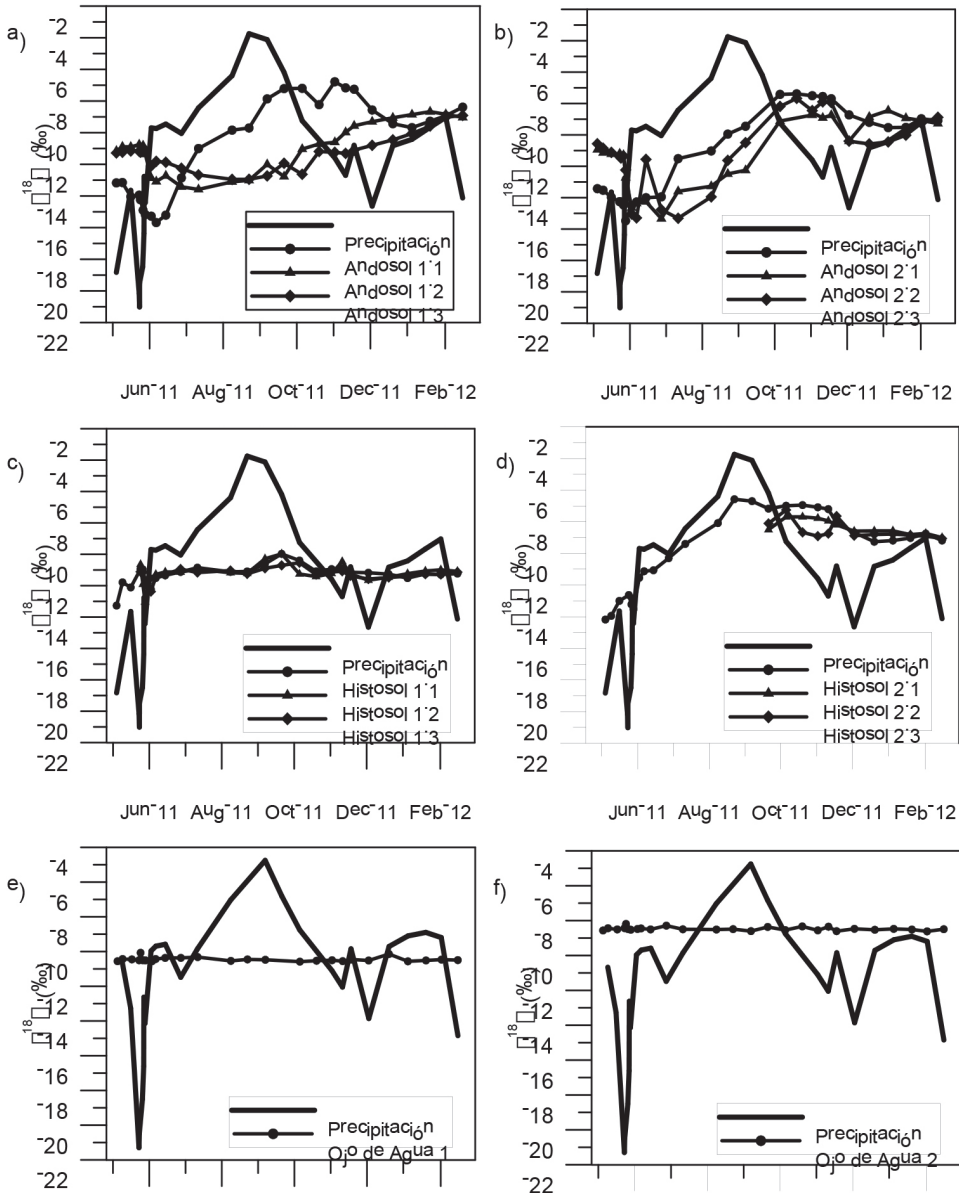 a)
-2
-4
-6
-8
-10
-12
-14
-16
-18
-20
-22
18 (‰)
Precipitación
Andosol 1.1
Andosol 1.2
Andosol 1.3
Jun-11 Aug-11 Oct-11 Dec-11 Feb-12
b)
-2
-4
-6
-8
-10
-12
-14
-16
-18
-20
-22
18 (‰)
Precipitación
Andosol 2.1
Andosol 2.2
Andosol 2.3
Jun-11 Aug-11 Oct-11 Dec-11 Feb-12
c)
-2
-4
-6
-8
-10
-12
-14
-16
-18
-20
-22
18 (‰)
Precipitación
Histosol 1.1
Histosol 1.2
Histosol 1.3
Jun-11 Aug-11 Oct-11 Dec-11 Feb-12
d)
-2
-4
-6
-8
-10
-12
-14
-16
-18
-20
-22
18 (‰)
Precipitación
Histosol 2.1
Histosol 2.2
Histosol 2.3
Jun-11 Aug-11 Oct-11 Dec-11 Feb-12
e)
-4
-6
-8
-10
-12
-14
-16
-18
-20
-22
18 (‰)
Precipitación
Ojo de Agua 1
f)
-4
-6
-8
-10
-12
-14
-16
-18
-20
-22
18 (‰)
Precipitación
Ojo de Agua 2